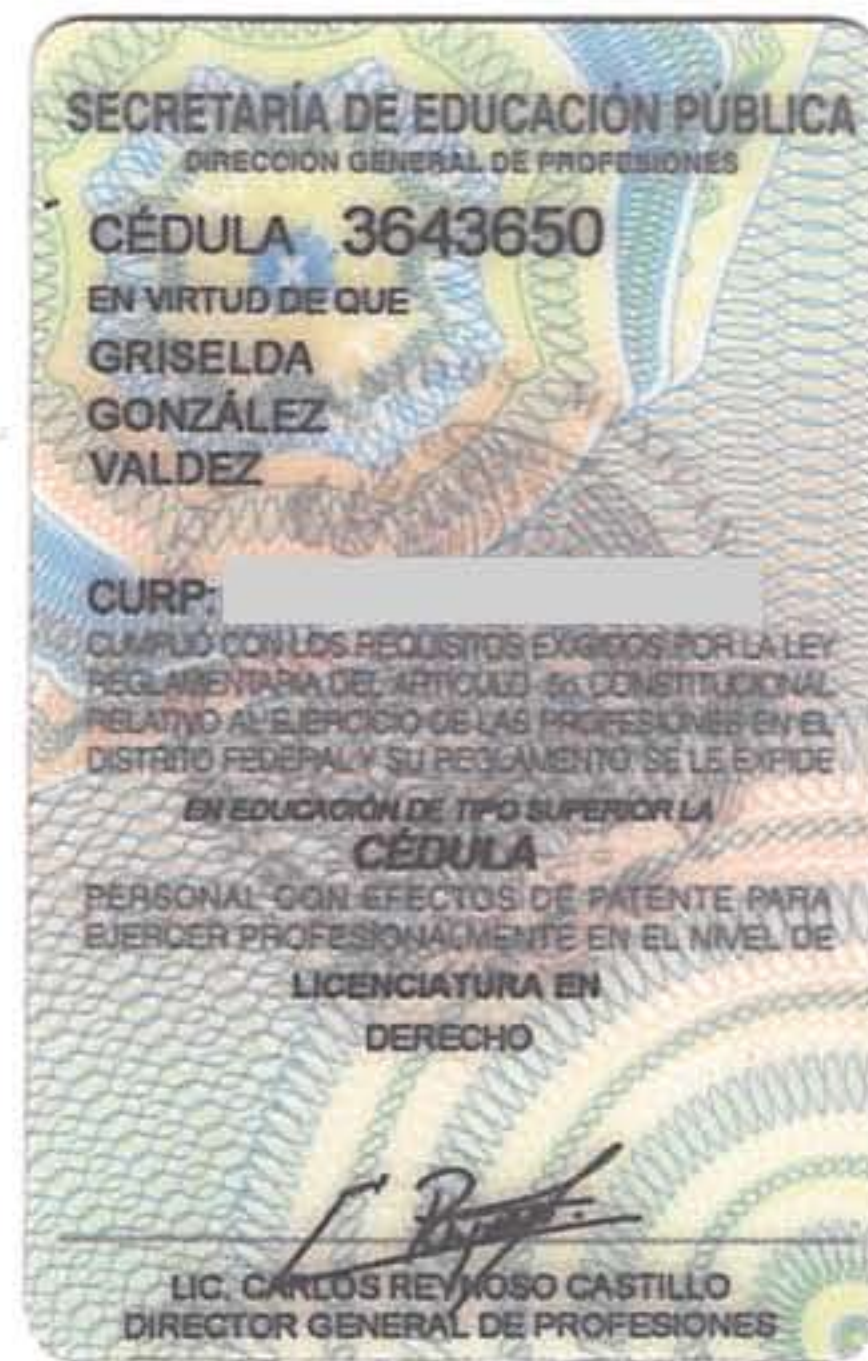 SECRETARÍA DE EDUCACIÓN PÚBLICA
DIRECCIÓN GENERAL DE PROFESIONES
CÉDULA 3643650
EN VIRTUD DE QUE
GRISELDA
GONZÁLEZ
VALDEZ
CURP:
CUMPLIÓ CON LOS REQUISITOS EXIGIDOS POR LA LEY
REGLAMENTARIA DEL ARTÍCULO 5o. CONSTITUCIONAL
RELATIVO AL EJERCICIO DE LAS PROFESIONES EN EL
DISTRITO FEDERAL Y SU REGLAMENTO, SE LE EXPIDE
EN EDUCACIÓN DE TIPO SUPERIOR LA
CÉDULA
PERSONAL CON EFECTOS DE PATENTE PARA
EJERCER PROFESIONALMENTE EN EL NIVEL DE
LICENCIATURA EN
DERECHO
LIC. CARLOS REYNOSO CASTILLO
DIRECTOR GENERAL DE PROFESIONES